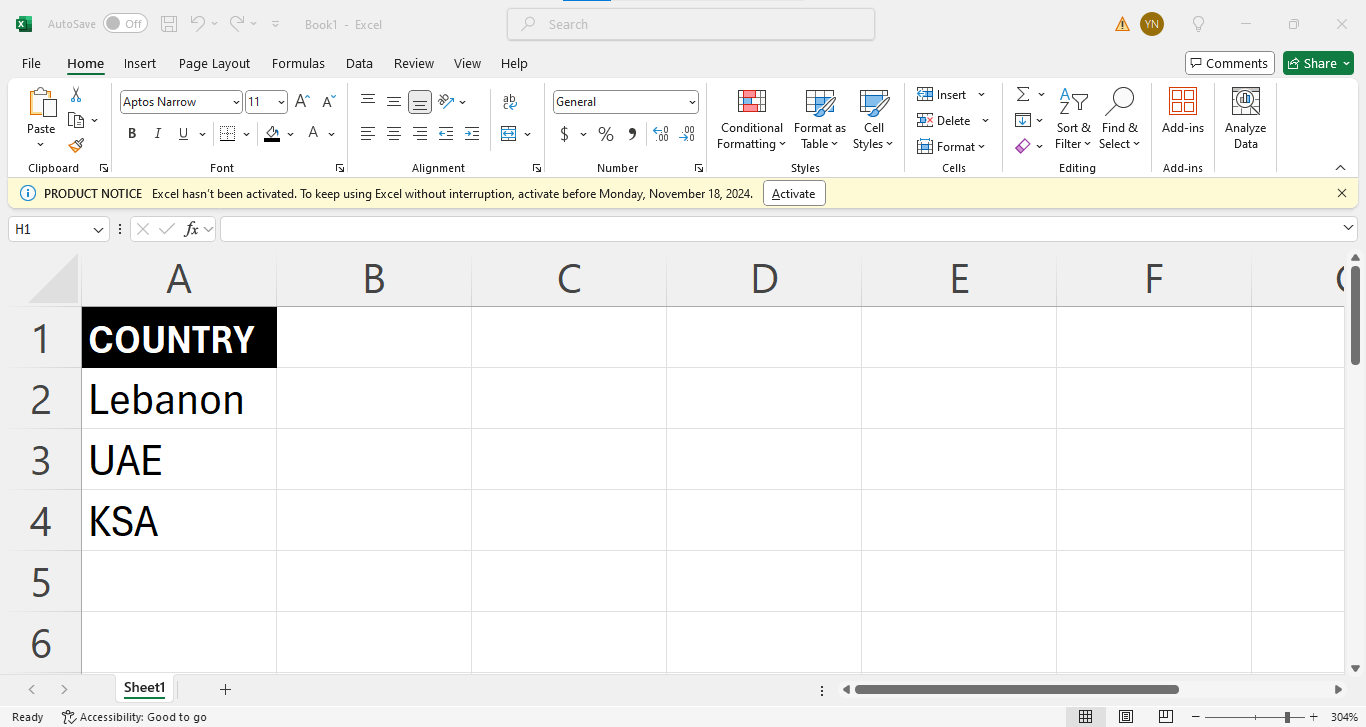 AutoSave Off Book1 - Excel Search YN
File Home Insert Page Layout Formulas Data Review View Help Comments Share
Paste Aptos Narrow 11 A A ab General Conditional Formatting Format as Table Cell Styles Insert Delete Format Sort & Filter Find & Select Add-ins Analyze Data
B I U A $ % , .00 .00
Clipboard Font Alignment Number Styles Cells Editing Add-ins
PRODUCT NOTICE Excel hasn't been activated. To keep using Excel without interruption, activate before Monday, November 18, 2024. Activate
H1 fx
A B C D E F
1 COUNTRY
2 Lebanon
3 UAE
4 KSA
5
6
Sheet1
Ready Accessibility: Good to go 304%